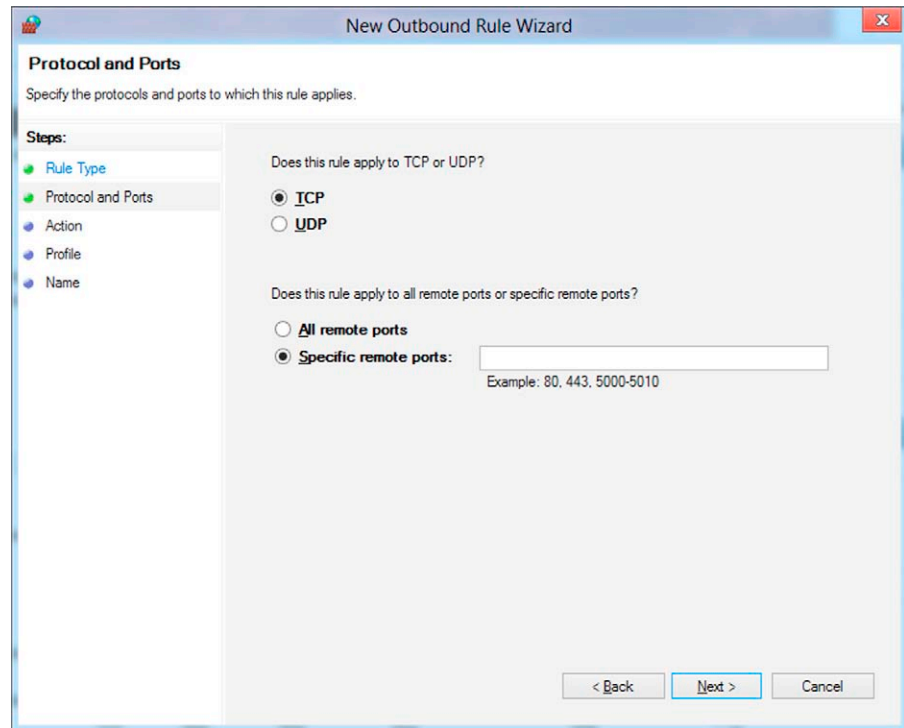 New Outbound Rule Wizard
X
Protocol and Ports
Specify the protocols and ports to which this rule applies.
Steps:
Rule Type
Protocol and Ports
Action
Profile
Name
Does this rule apply to TCP or UDP?
TCP
UDP
Does this rule apply to all remote ports or specific remote ports?
All remote ports
Specific remote ports:
Example: 80, 443, 5000-5010
< Back
Next >
Cancel